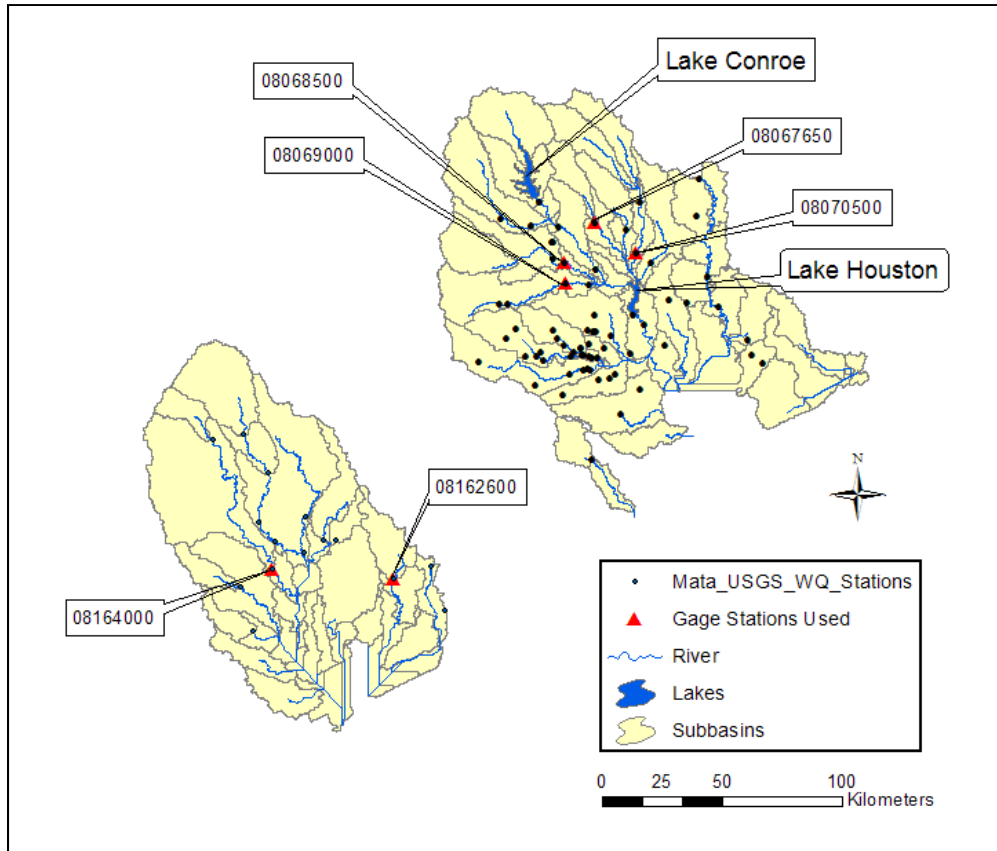 Lake Conroe
08068500
08067650
08069000
08070500
Lake Houston
08162600
N
08164000
Mata_USGS_WQ_Stations
Gage Stations Used
River
Lakes
Subbasins
0 25 50 100
Kilometers